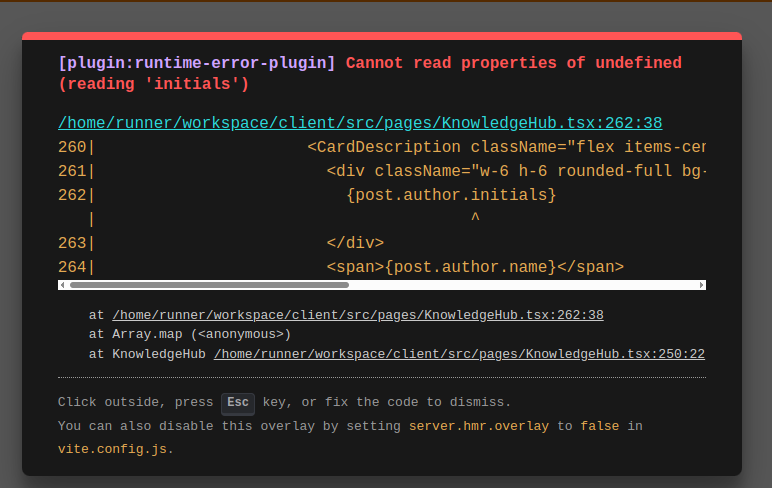 [plugin:runtime-error-plugin] Cannot read properties of undefined
(reading 'initials')
/home/runner/workspace/client/src/pages/KnowledgeHub.tsx:262:38
260|                      <CardDescription className="flex items-cen
261|                        <div className="w-6 h-6 rounded-full bg-
262|                          {post.author.initials}
   |                                       ^
263|                        </div>
264|                        <span>{post.author.name}</span>
at /home/runner/workspace/client/src/pages/KnowledgeHub.tsx:262:38
at Array.map (<anonymous>)
at KnowledgeHub /home/runner/workspace/client/src/pages/KnowledgeHub.tsx:250:22
Click outside, press Esc key, or fix the code to dismiss.
You can also disable this overlay by setting server.hmr.overlay to false in
vite.config.js.